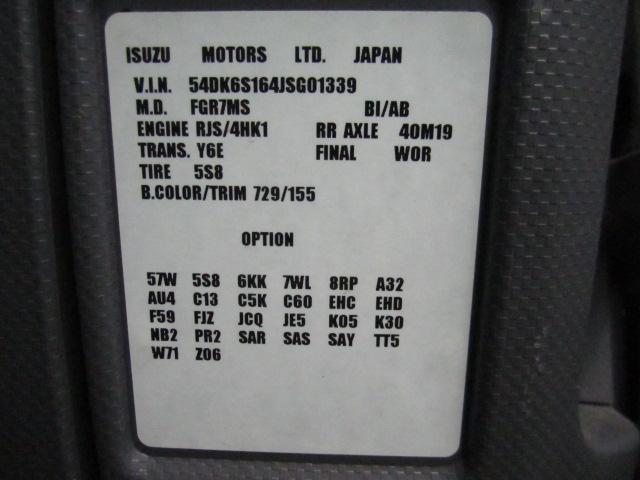 ISUZU MOTORS LTD. JAPAN
V.I.N. 54DK6S164JSG01339
M.D. FGR7MS BI/AB
ENGINE RJS/4HK1 RR AXLE 40M19
TRANS. Y6E FINAL WOR
TIRE 5S8
B.COLOR/TRIM 729/155
OPTION
57W 5S8 6KK 7WL 8RP A32
AU4 C13 C5K C60 EHC EHD
F59 FJZ JCQ JE5 K05 K30
NB2 PR2 SAR SAS SAY TT5
W71 Z06